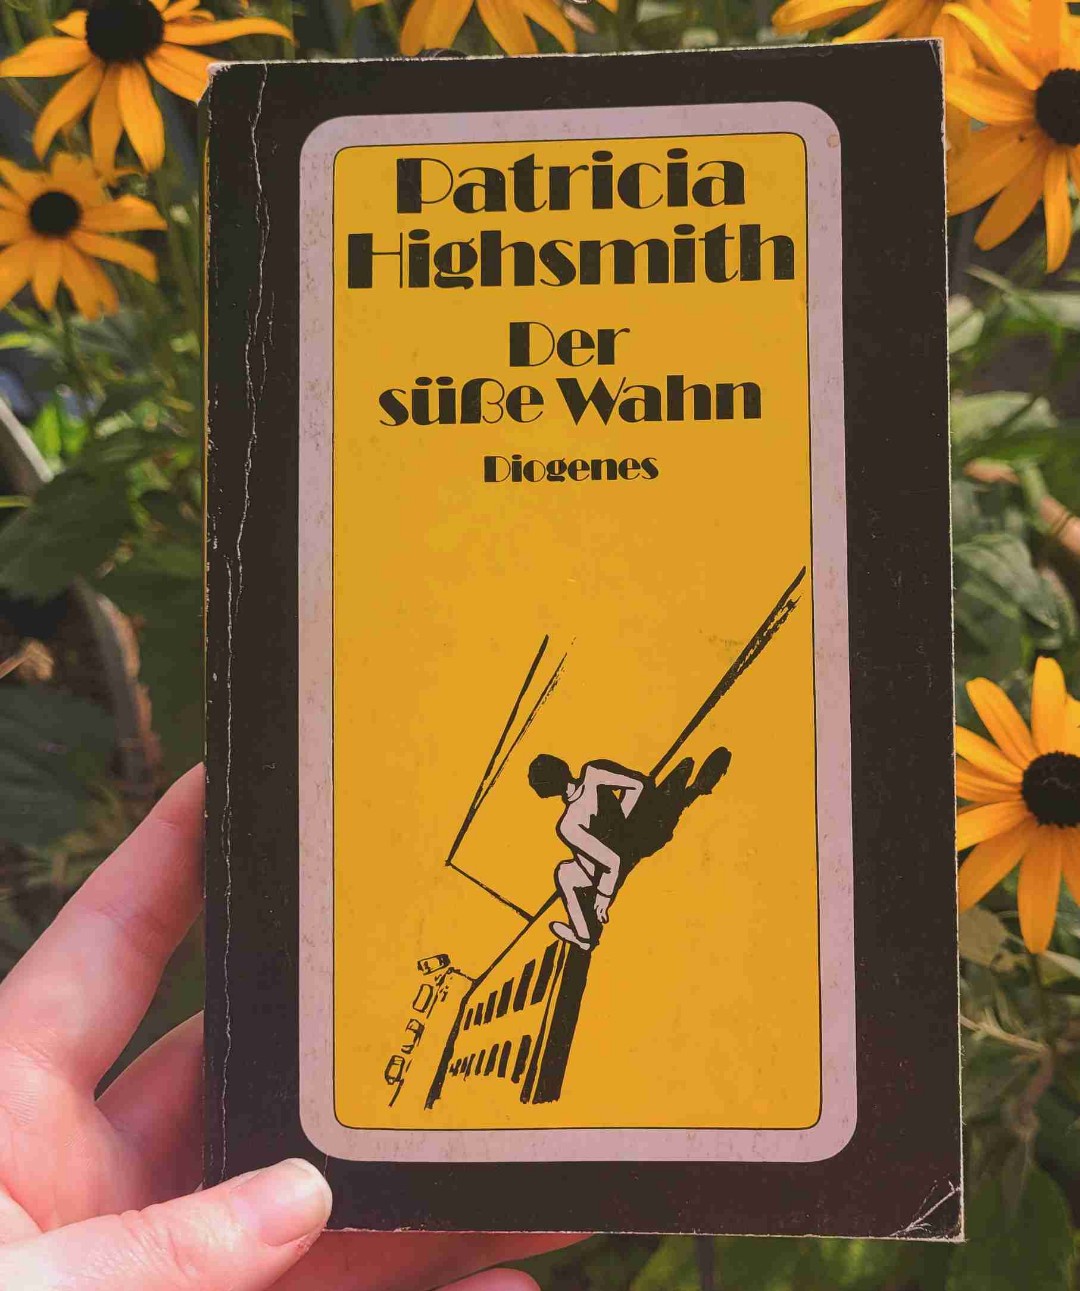 Patricia
Highsmith
Der
süße Wahn
Diogenes